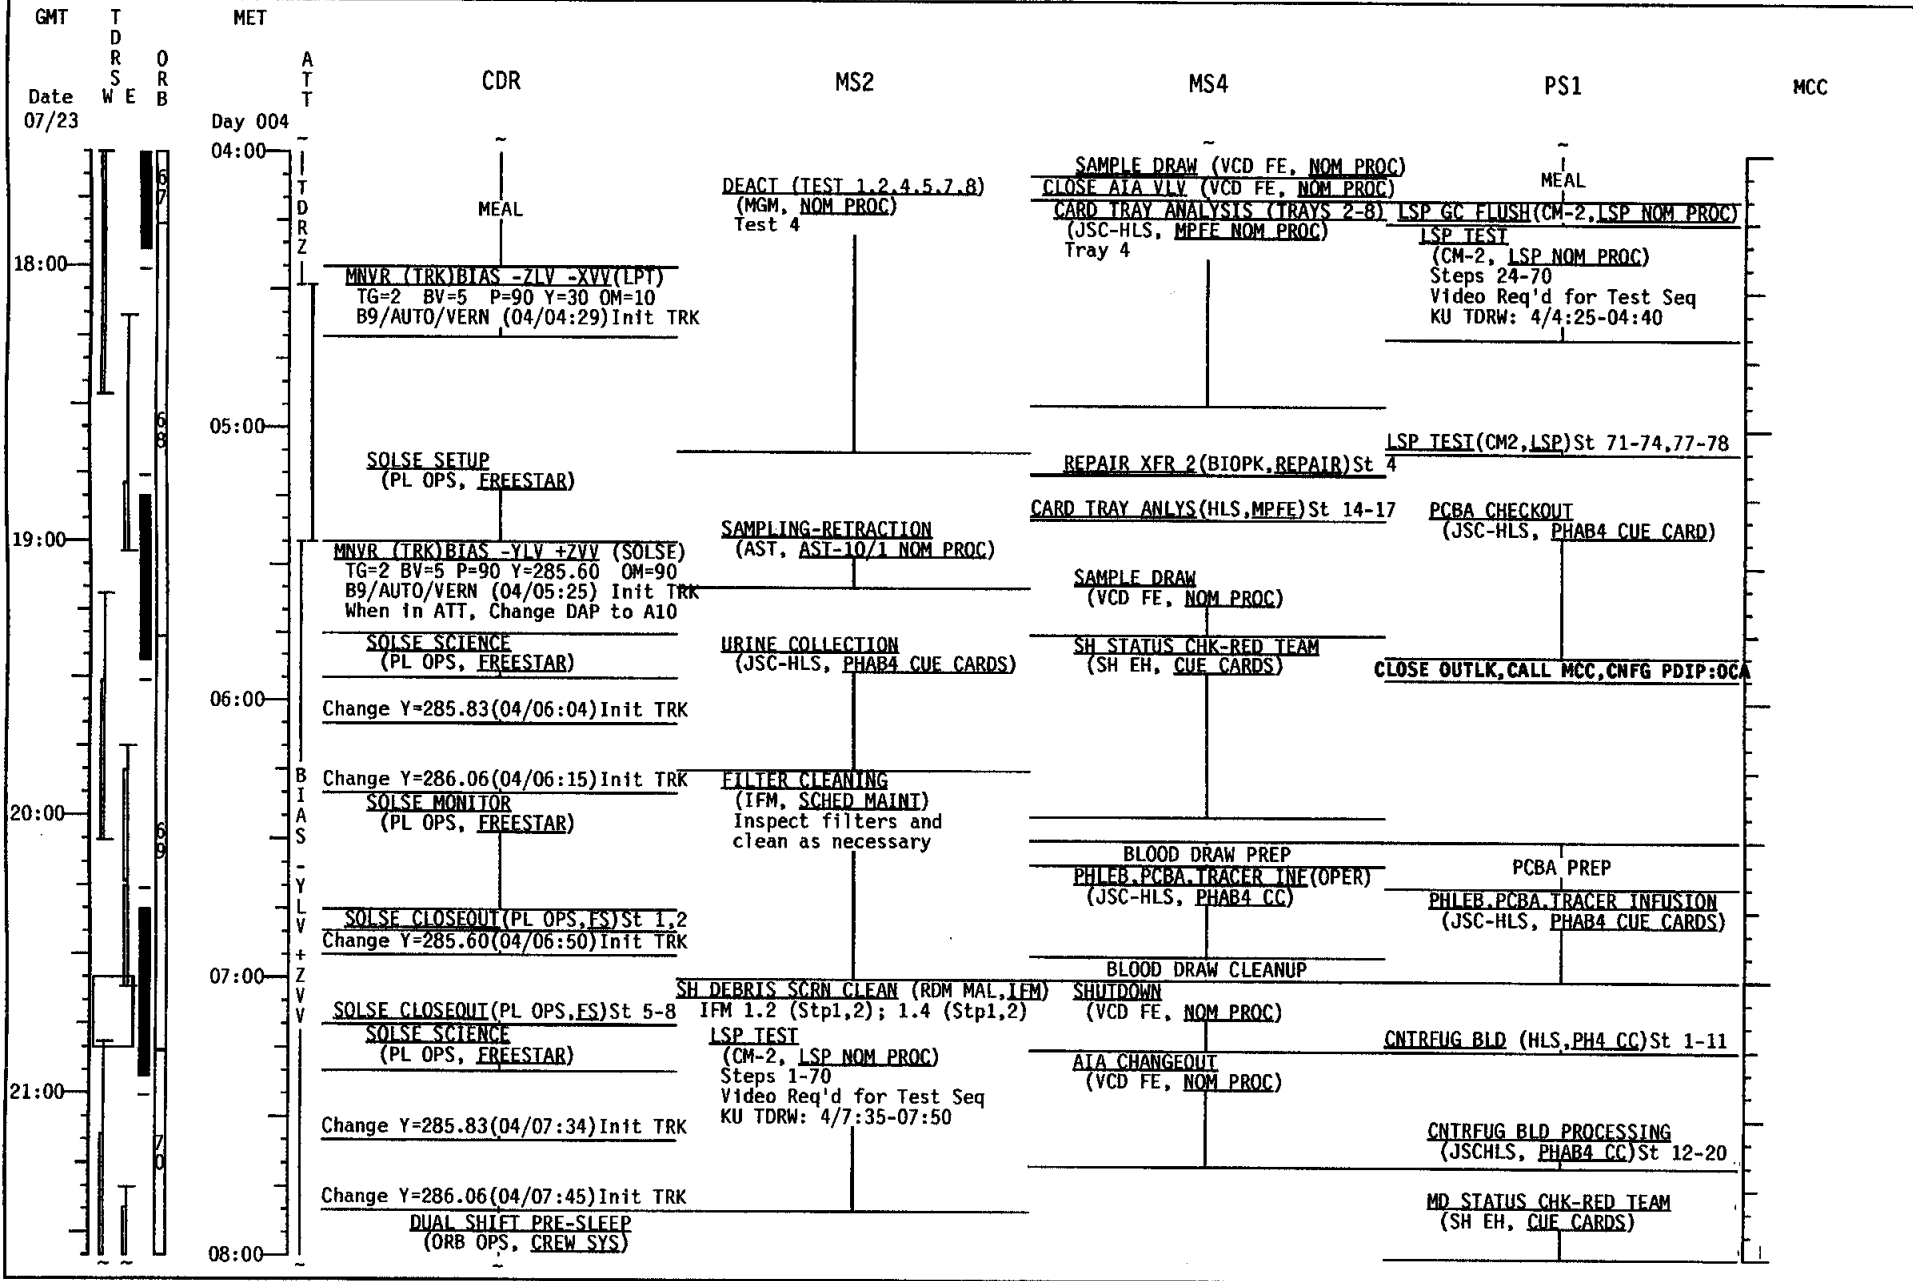 GMT
T
D
R
S
W E
O
R
B
MET
A
T
T
CDR
MS2
MS4
PS1
MCC
Date
07/23
Day 004
04:00
05:00
06:00
07:00
08:00
18:00
19:00
20:00
21:00
67
68
69
70
I
T
D
R
Z
B
I
A
S
-
Y
L
V
+
Z
V
V
MEAL
MNVR (TRK)BIAS -ZLV -XVV(LPT)
TG=2 BV=5 P=90 Y=30 OM=10
B9/AUTO/VERN (04/04:29)Init TRK
SOLSE SETUP
(PL OPS, FREESTAR)
MNVR (TRK)BIAS -YLV +ZVV (SOLSE)
TG=2 BV=5 P=90 Y=285.60 OM=90
B9/AUTO/VERN (04/05:25) Init TRK
When in ATT, Change DAP to A10
SOLSE SCIENCE
(PL OPS, FREESTAR)
Change Y=285.83(04/06:04)Init TRK
Change Y=286.06(04/06:15)Init TRK
SOLSE MONITOR
(PL OPS, FREESTAR)
SOLSE CLOSEOUT(PL OPS,FS)St 1,2
Change Y=285.60(04/06:50)Init TRK
SOLSE CLOSEOUT(PL OPS,FS)St 5-8
SOLSE SCIENCE
(PL OPS, FREESTAR)
Change Y=285.83(04/07:34)Init TRK
Change Y=286.06(04/07:45)Init TRK
DUAL SHIFT PRE-SLEEP
(ORB OPS, CREW SYS)
DEACT (TEST 1,2,4,5,7,8)
(MGM, NOM PROC)
Test 4
SAMPLING-RETRACTION
(AST, AST-10/1 NOM PROC)
URINE COLLECTION
(JSC-HLS, PHAB4 CUE CARDS)
FILTER CLEANING
(IFM, SCHED MAINT)
Inspect filters and
clean as necessary
SH DEBRIS SCRN CLEAN (RDM MAL,IFM)
IFM 1.2 (Stp1,2); 1.4 (Stp1,2)
LSP TEST
(CM-2, LSP NOM PROC)
Steps 1-70
Video Req'd for Test Seq
KU TDRW: 4/7:35-07:50
SAMPLE DRAW (VCD FE, NOM PROC)
CLOSE AIA VLV (VCD FE, NOM PROC)
CARD TRAY ANALYSIS (TRAYS 2-8)
(JSC-HLS, MPFE NOM PROC)
Tray 4
REPAIR XFR 2(BIOPK,REPAIR)St 4
CARD TRAY ANLYS(HLS,MPFE)St 14-17
SAMPLE DRAW
(VCD FE, NOM PROC)
SH STATUS CHK-RED TEAM
(SH EH, CUE CARDS)
BLOOD DRAW PREP
PHLEB,PCBA,TRACER INF(OPER)
(JSC-HLS, PHAB4 CC)
BLOOD DRAW CLEANUP
SHUTDOWN
(VCD FE, NOM PROC)
AIA CHANGEOUT
(VCD FE, NOM PROC)
MEAL
LSP GC FLUSH(CM-2,LSP NOM PROC)
LSP TEST
(CM-2, LSP NOM PROC)
Steps 24-70
Video Req'd for Test Seq
KU TDRW: 4/4:25-04:40
LSP TEST(CM2,LSP)St 71-74,77-78
PCBA CHECKOUT
(JSC-HLS, PHAB4 CUE CARD)
CLOSE OUTLK,CALL MCC,CNFG PDIP:OCA
PCBA PREP
PHLEB,PCBA,TRACER INFUSION
(JSC-HLS, PHAB4 CUE CARDS)
CNTRFUG BLD (HLS,PH4 CC)St 1-11
CNTRFUG BLD PROCESSING
(JSCHLS, PHAB4 CC)St 12-20
MD STATUS CHK-RED TEAM
(SH EH, CUE CARDS)